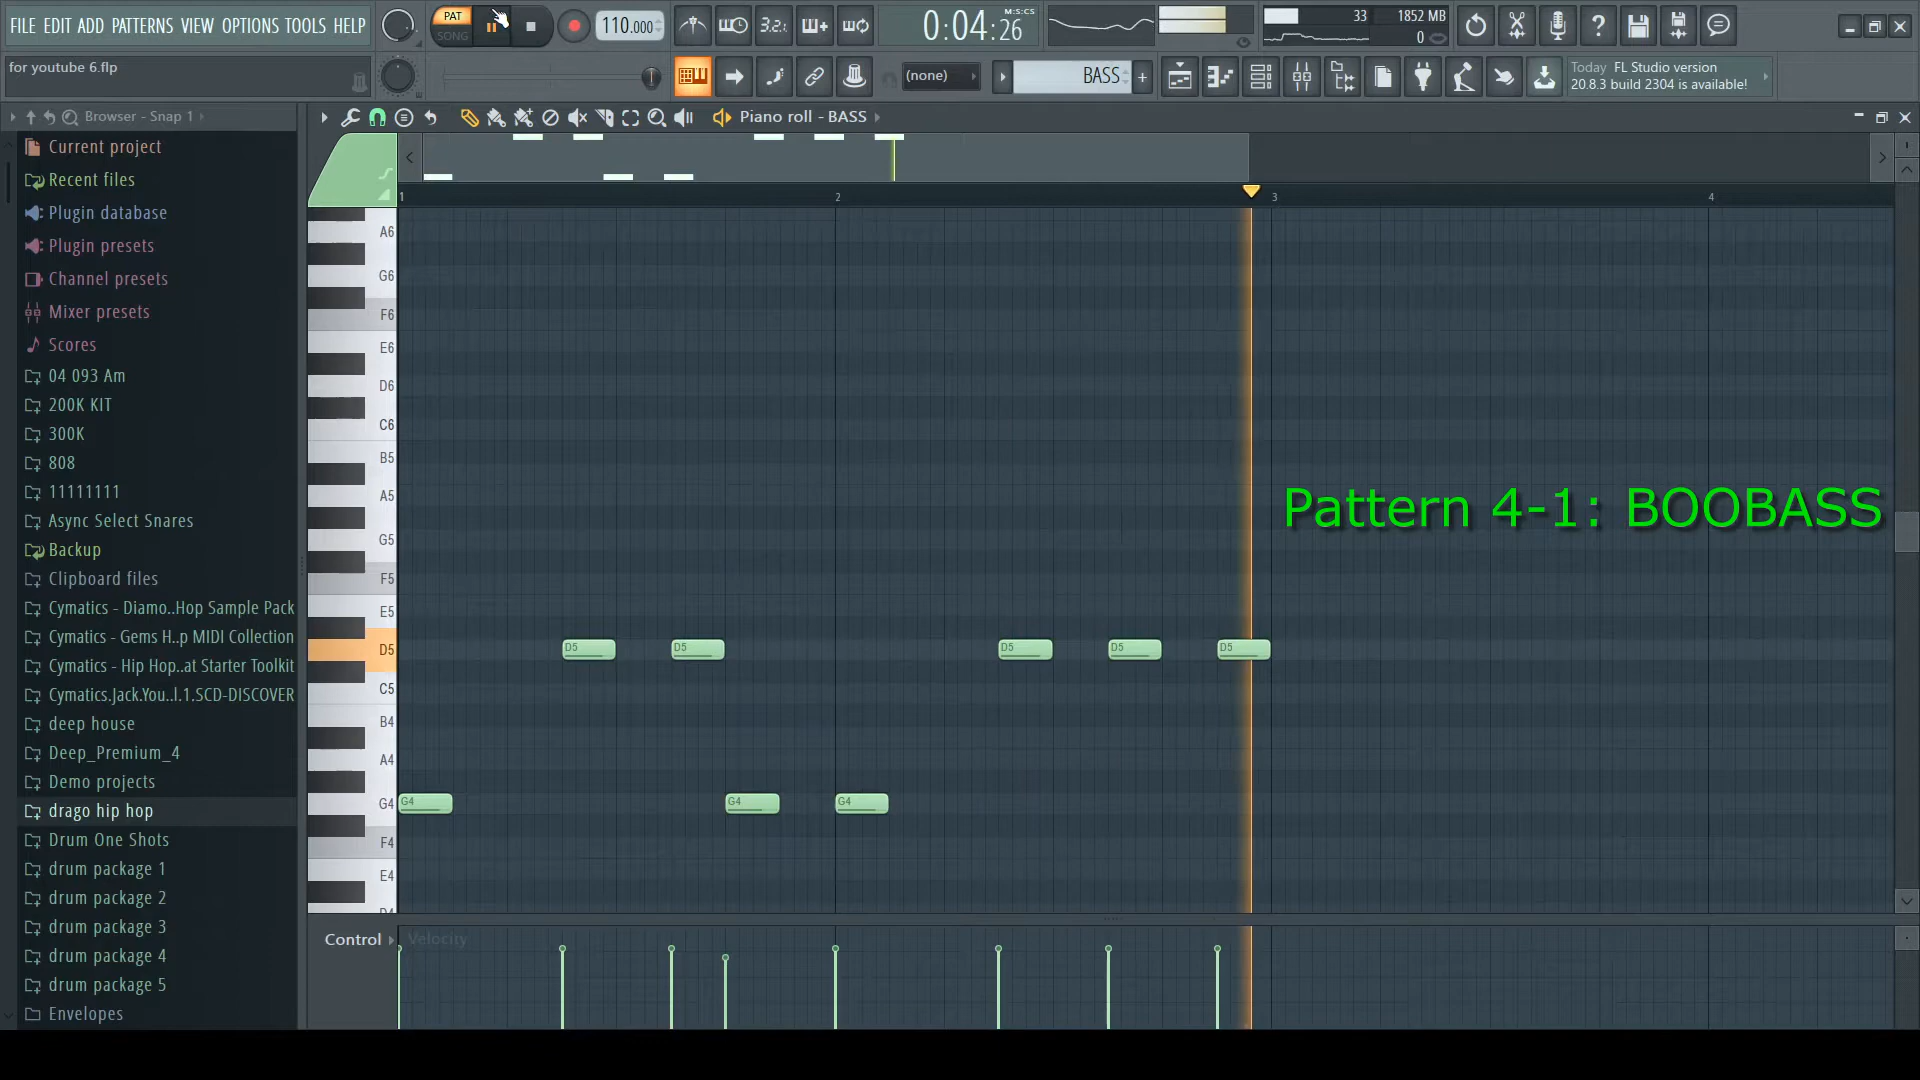 FILE EDIT ADD PATTERNS VIEW OPTIONS TOOLS HELP
PAT
SONG
110.000
3.2.1
M:S:CS
0:04:26
33
1852 MB
0
for youtube 6.flp
(none)
BASS
Today FL Studio version
20.8.3 build 2304 is available!
Browser - Snap 1
Piano roll - BASS
Current project
Recent files
Plugin database
Plugin presets
Channel presets
Mixer presets
Scores
04 093 Am
200K KIT
300K
808
11111111
Async Select Snares
Backup
Clipboard files
Cymatics - Diamo..Hop Sample Pack
Cymatics - Gems H..p MIDI Collection
Cymatics - Hip Hop..at Starter Toolkit
Cymatics.Jack.You..l.1.SCD-DISCOVER
deep house
Deep_Premium_4
Demo projects
drago hip hop
Drum One Shots
drum package 1
drum package 2
drum package 3
drum package 4
drum package 5
Envelopes
1
2
3
4
A6
G6
F6
E6
D6
C6
B5
A5
G5
F5
E5
D5
C5
B4
A4
G4
F4
E4
D4
D5
D5
D5
D5
D5
G4
G4
G4
Pattern 4-1: BOOBASS
Control
Velocity